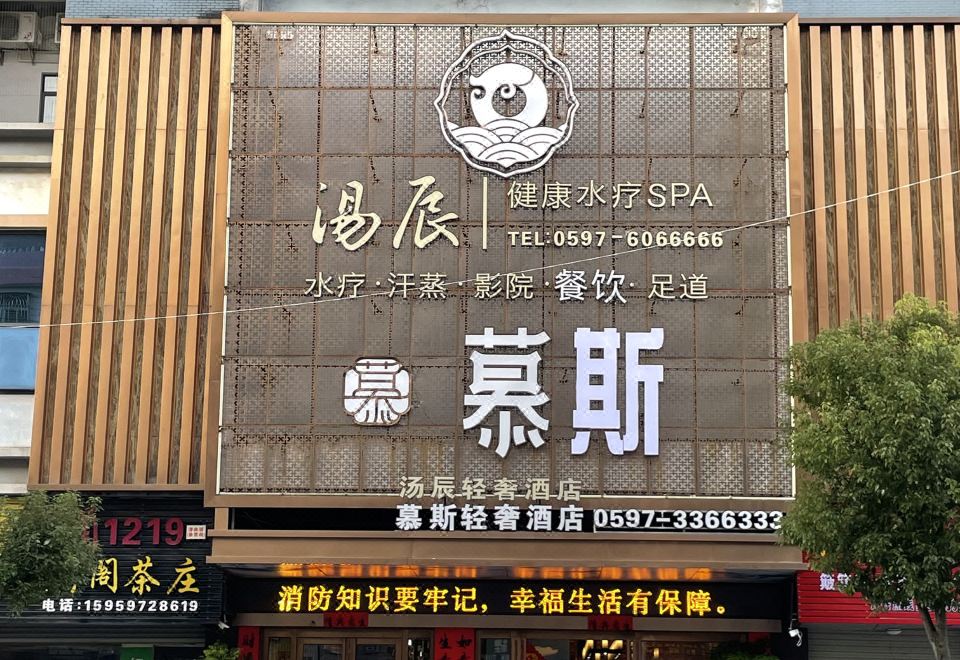 汤辰
健康水疗SPA
TEL:0597-6066666
水疗·汗蒸·影院·餐饮·足道
慕
慕斯
汤辰轻奢酒店
慕斯轻奢酒店 0597-3366333
1219
阁茶庄
电话:15959728619
消防知识要牢记，幸福生活有保障。